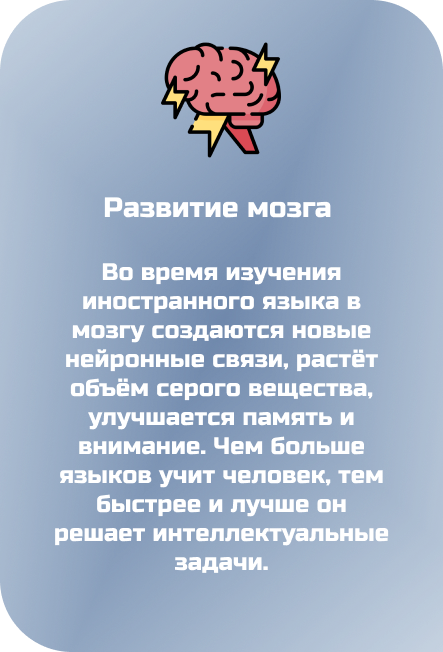 Развитие мозга
Во время изучения
иностранного языка в
мозгу создаются новые
нейронные связи, растёт
объём серого вещества,
улучшается память и
внимание. Чем больше
языков учит человек, тем
быстрее и лучше он
решает интеллектуальные
задачи.